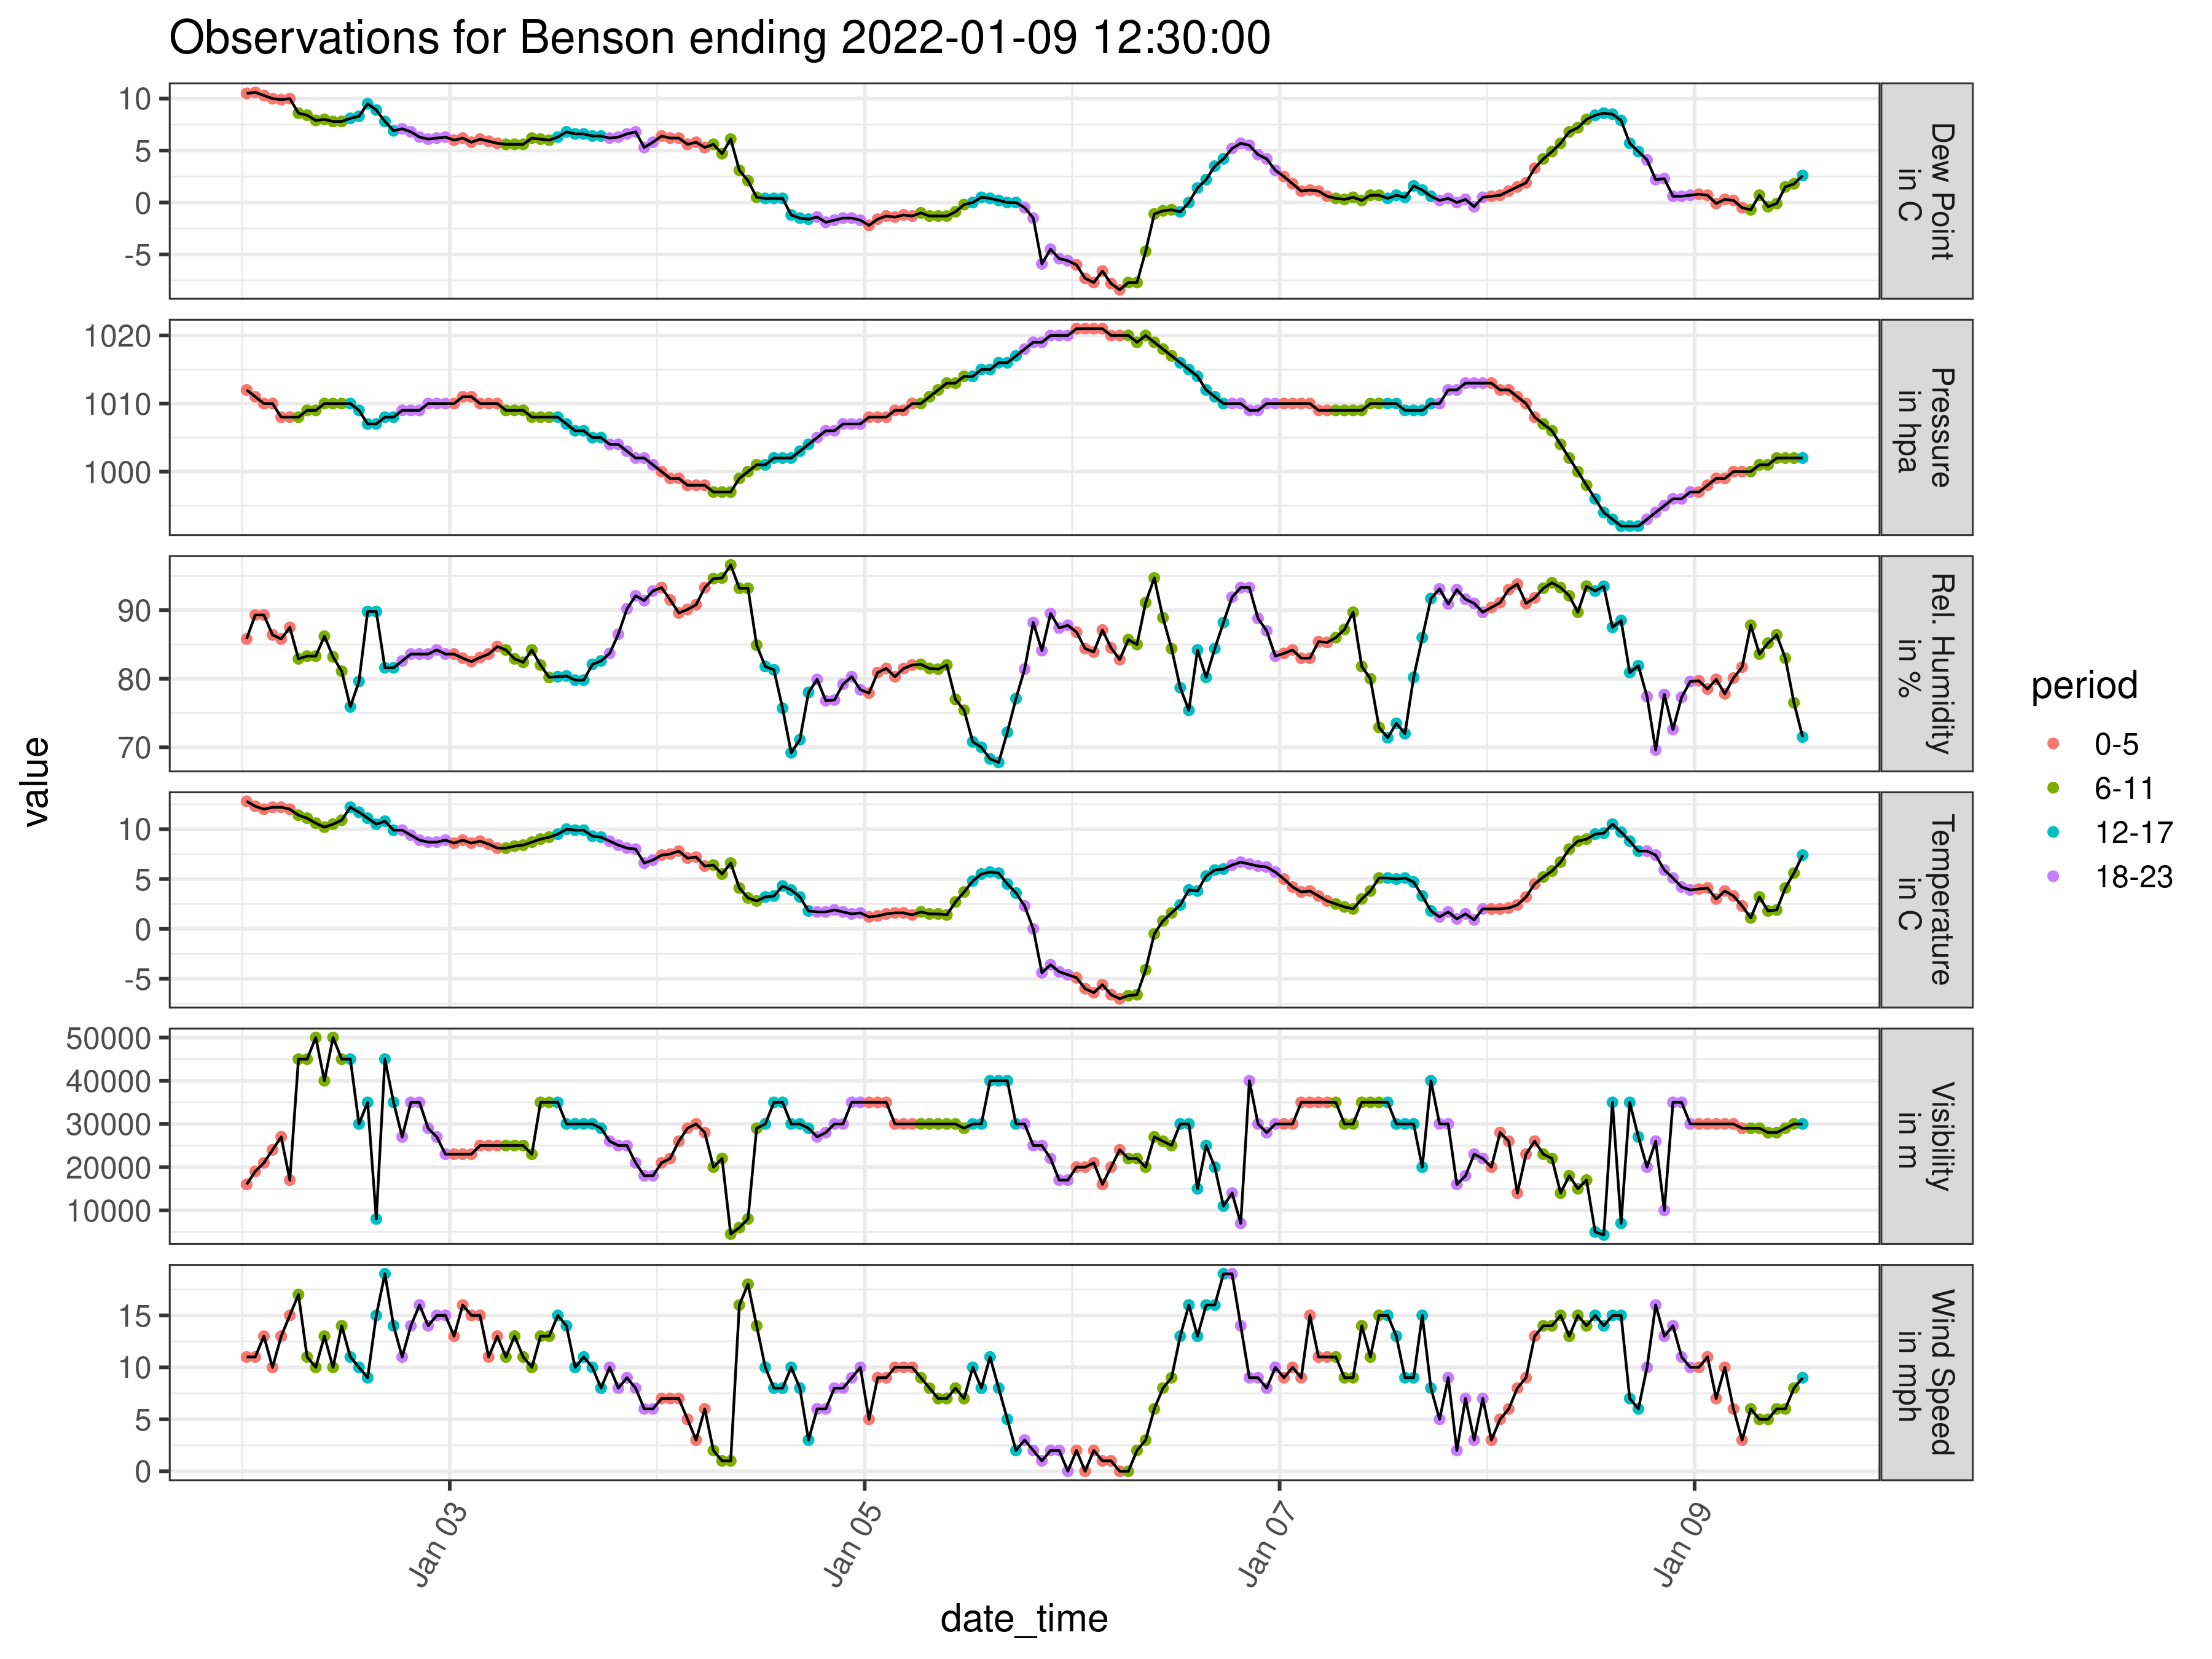 Observations for Benson ending 2022-01-09 12:30:00
value
10
5
0
-5
Dew Point
in C
1020
1010
1000
Pressure
in hpa
90
80
70
Rel. Humidity
in %
10
5
0
-5
Temperature
in C
50000
40000
30000
20000
10000
Visibility
in m
15
10
5
0
Wind Speed
in mph
Jan 03
Jan 05
Jan 07
Jan 09
date_time
period
0-5
6-11
12-17
18-23